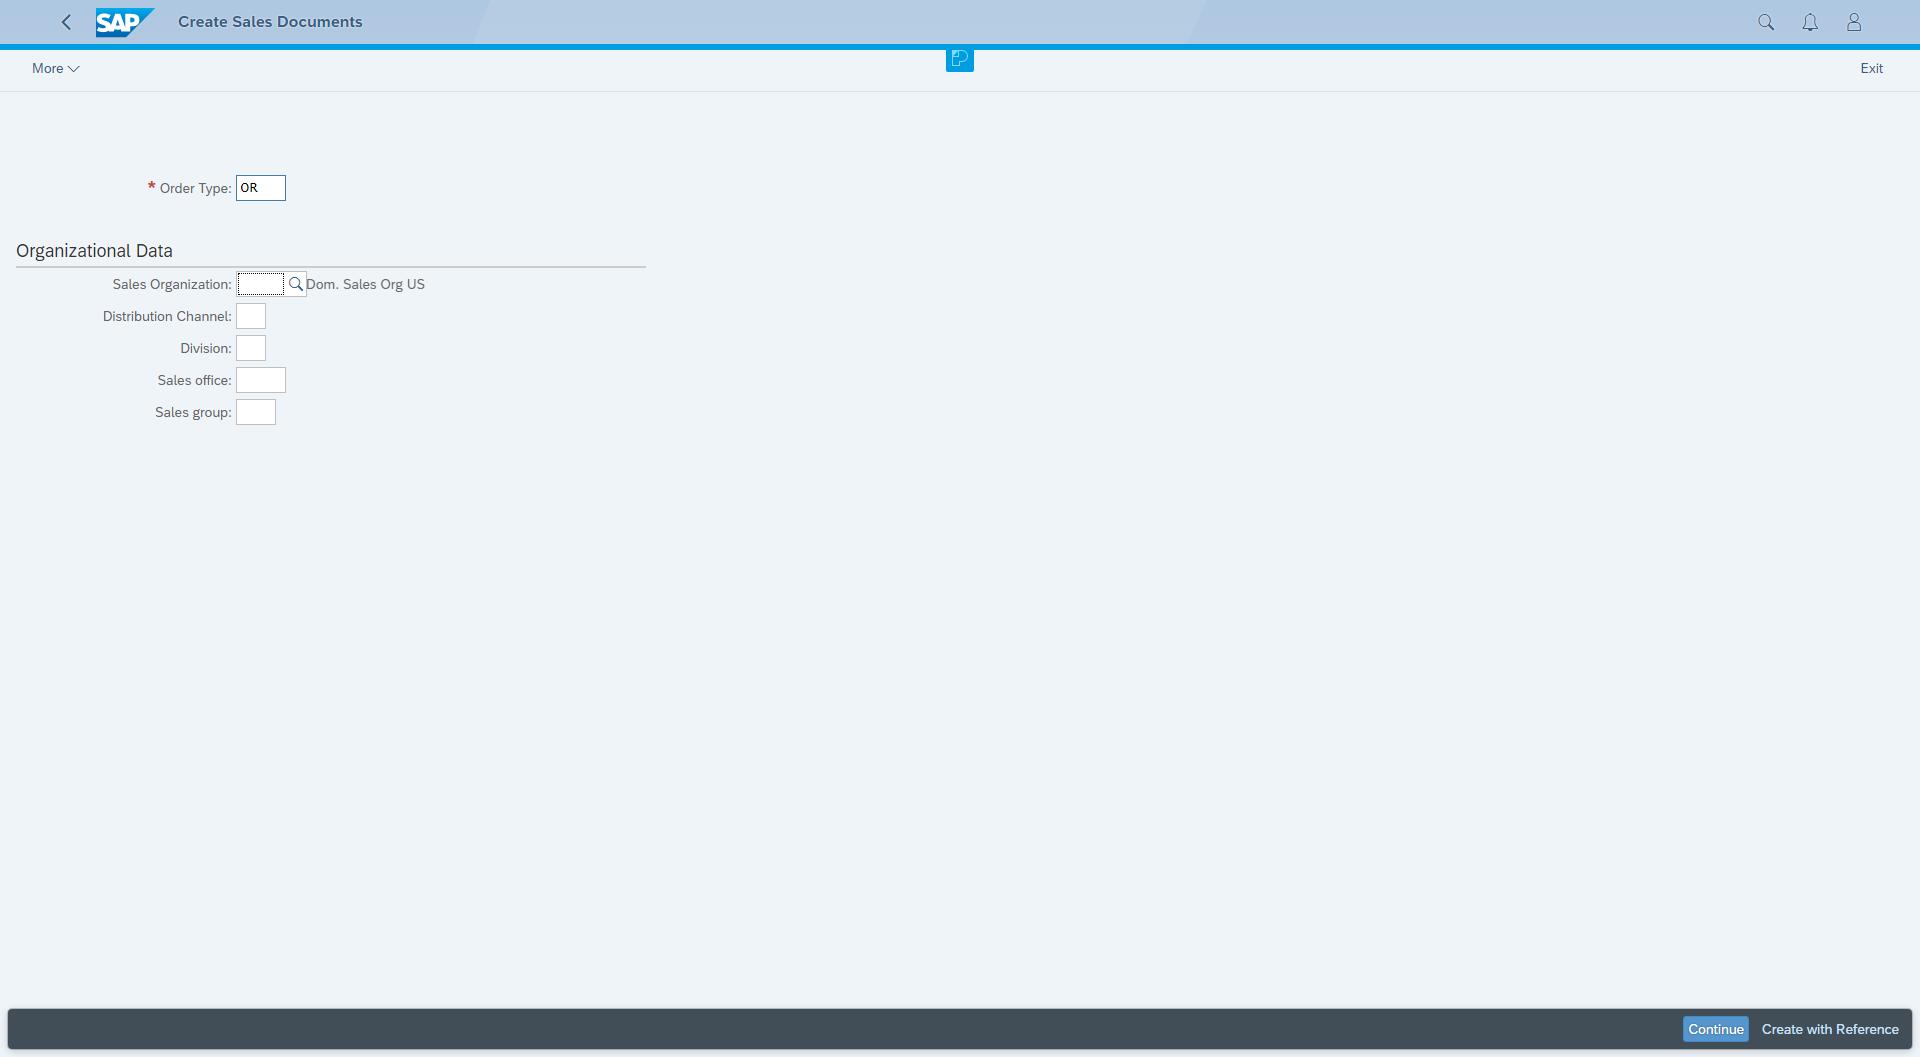 SAP Create Sales Documents
More
Exit
* Order Type: OR
Organizational Data
Sales Organization: Dom. Sales Org US
Distribution Channel:
Division:
Sales office:
Sales group:
Continue Create with Reference